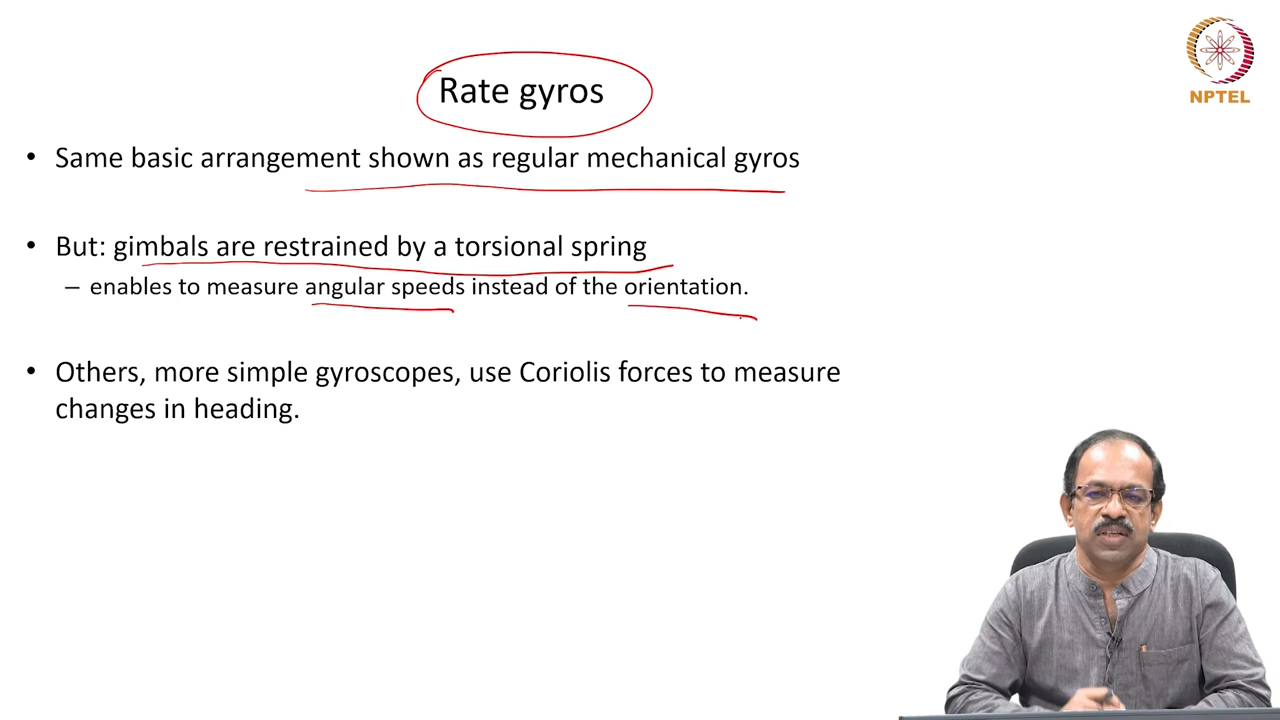 NPTEL
Rate gyros
• Same basic arrangement shown as regular mechanical gyros
• But: gimbals are restrained by a torsional spring
– enables to measure angular speeds instead of the orientation.
• Others, more simple gyroscopes, use Coriolis forces to measure
changes in heading.